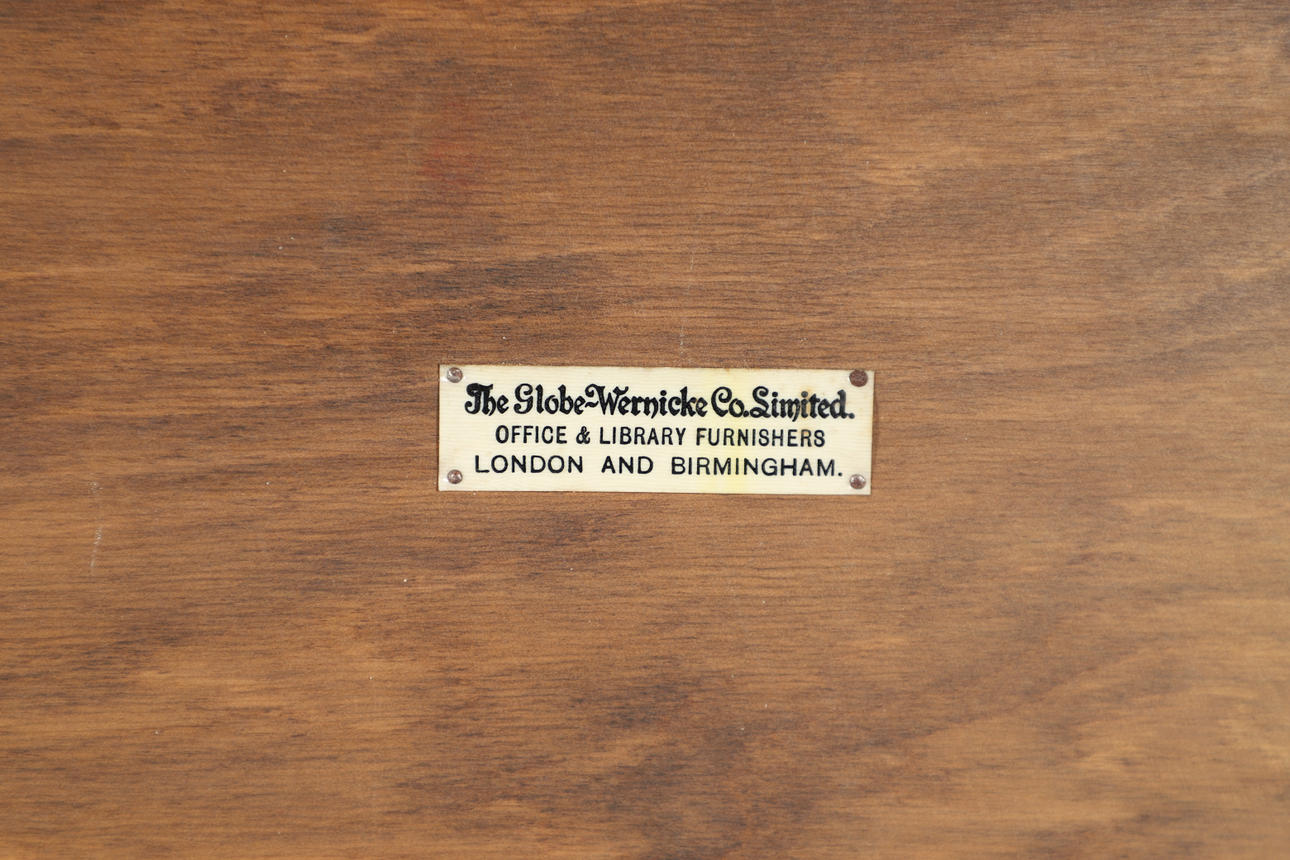 The Globe-Wernicke Co. Limited.
OFFICE & LIBRARY FURNISHERS
LONDON AND BIRMINGHAM.